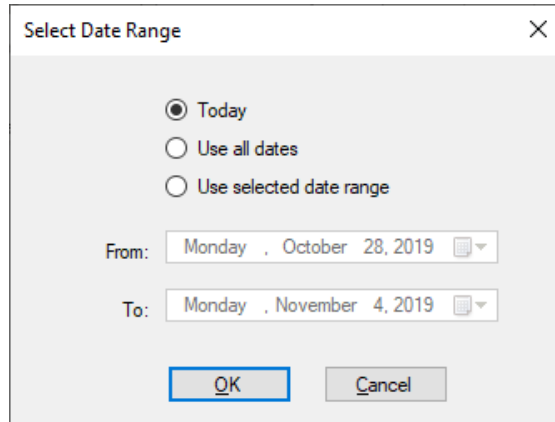 Select Date Range
Today
Use all dates
Use selected date range
From: Monday , October 28, 2019
To: Monday , November 4, 2019
OK Cancel